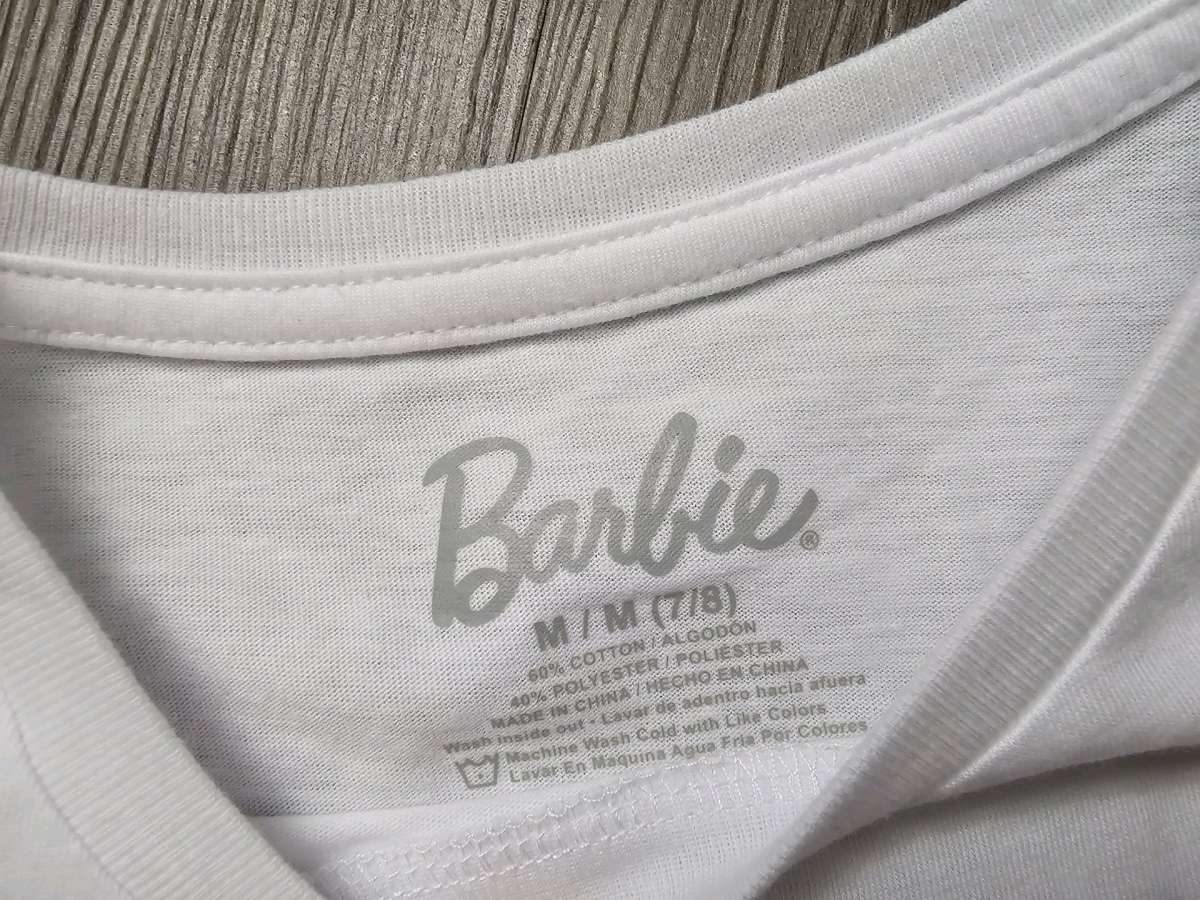 Barbie®
M / M (7/8)
60% COTTON / ALGODON
40% POLYESTER / POLIÉSTER
MADE IN CHINA / HECHO EN CHINA
Wash inside out • Lavar de adentro hacia afuera
Machine Wash Cold with Like Colors
Lavar En Maquina Agua Fria Por Colores